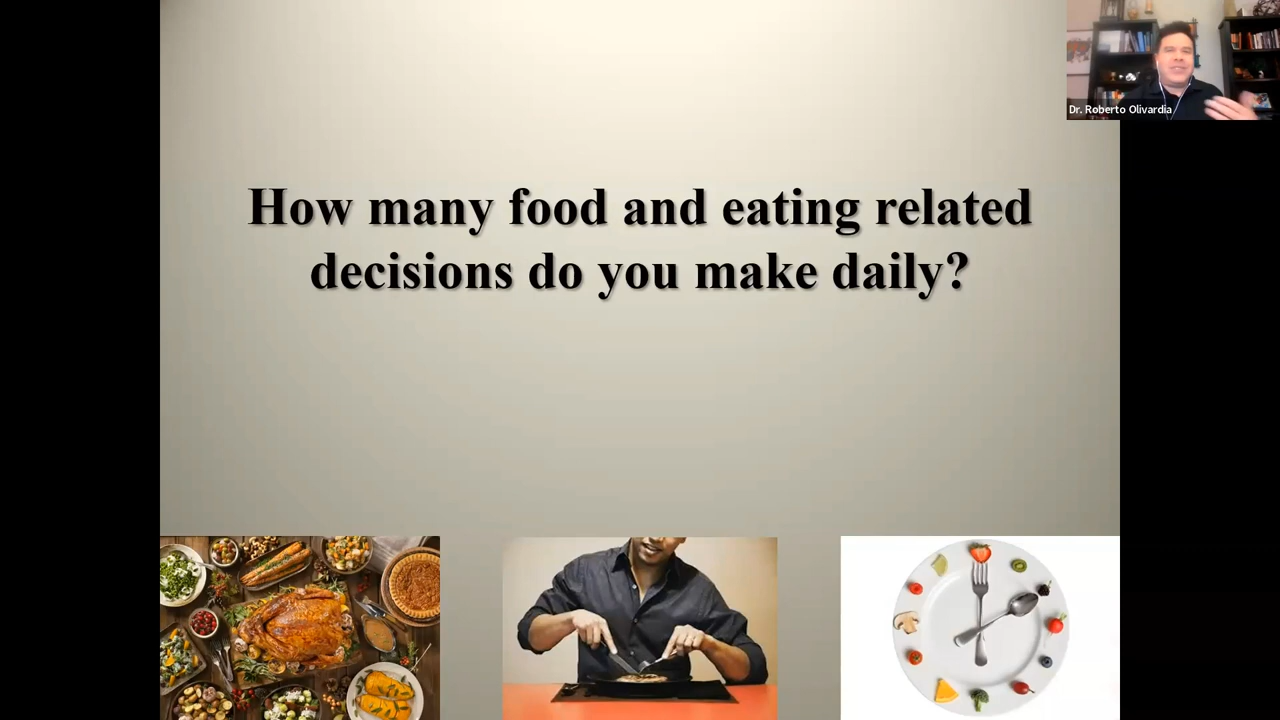 Dr. Roberto Olivardia
How many food and eating related
decisions do you make daily?